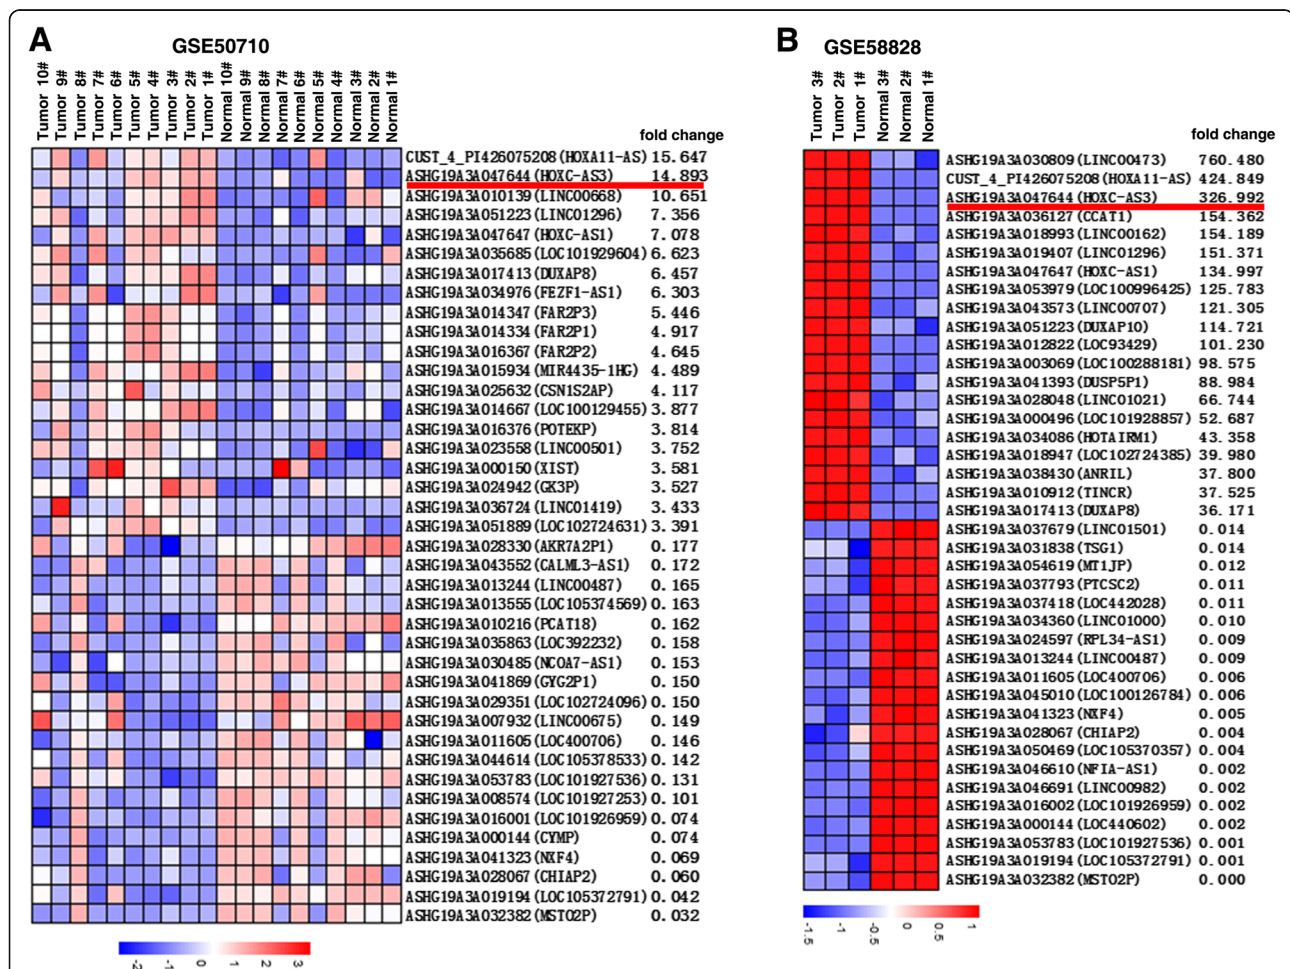 A
GSE50710
Tumor 10#
Tumor 9#
Tumor 8#
Tumor 7#
Tumor 6#
Tumor 5#
Tumor 4#
Tumor 3#
Tumor 2#
Tumor 1#
Normal 10#
Normal 9#
Normal 8#
Normal 7#
Normal 6#
Normal 5#
Normal 4#
Normal 3#
Normal 2#
Normal 1#
fold change
CUST_4_PI426075208(HOXA11-AS) 15.647
ASHG19A3A047644(HOXC-AS3) 14.893
ASHG19A3A010139(LINC00668) 10.651
ASHG19A3A051223(LINC01296) 7.356
ASHG19A3A047647(HOXC-AS1) 7.078
ASHG19A3A035685(LOC101929604) 6.623
ASHG19A3A017413(DUXAP8) 6.457
ASHG19A3A034976(FEZF1-AS1) 6.303
ASHG19A3A014347(FAR2P3) 5.446
ASHG19A3A014334(FAR2P1) 4.917
ASHG19A3A016367(FAR2P2) 4.645
ASHG19A3A015934(MIR4435-1HG) 4.489
ASHG19A3A025632(CSN1S2AP) 4.117
ASHG19A3A014667(LOC100129455) 3.877
ASHG19A3A016376(POTEKP) 3.814
ASHG19A3A023558(LINC00501) 3.752
ASHG19A3A000150(XIST) 3.581
ASHG19A3A024942(GK3P) 3.527
ASHG19A3A036724(LINC01419) 3.433
ASHG19A3A051889(LOC102724631) 3.391
ASHG19A3A028330(AKR7A2P1) 0.177
ASHG19A3A043552(CALML3-AS1) 0.172
ASHG19A3A013244(LINC00487) 0.165
ASHG19A3A013555(LOC105374569) 0.163
ASHG19A3A010216(PCAT18) 0.162
ASHG19A3A035863(LOC392232) 0.158
ASHG19A3A030485(NCOA7-AS1) 0.153
ASHG19A3A041869(GYG2P1) 0.150
ASHG19A3A029351(LOC102724096) 0.150
ASHG19A3A007932(LINC00675) 0.149
ASHG19A3A011605(LOC400706) 0.146
ASHG19A3A044614(LOC105378533) 0.142
ASHG19A3A053783(LOC101927536) 0.131
ASHG19A3A008574(LOC101927253) 0.101
ASHG19A3A016001(LOC101926959) 0.074
ASHG19A3A000144(CYMP) 0.074
ASHG19A3A041323(NXF4) 0.069
ASHG19A3A028067(CHIAP2) 0.060
ASHG19A3A019194(LOC105372791) 0.042
ASHG19A3A032382(MSTO2P) 0.032
-2 -1 0 1 2 3
B
GSE58828
Tumor 3#
Tumor 2#
Tumor 1#
Normal 3#
Normal 2#
Normal 1#
fold change
ASHG19A3A030809(LINC00473) 760.480
CUST_4_PI426075208(HOXA11-AS) 424.849
ASHG19A3A047644(HOXC-AS3) 326.992
ASHG19A3A036127(CCAT1) 154.362
ASHG19A3A018993(LINC00162) 154.189
ASHG19A3A019407(LINC01296) 151.371
ASHG19A3A047647(HOXC-AS1) 134.997
ASHG19A3A053979(LOC100996425) 125.783
ASHG19A3A043573(LINC00707) 121.305
ASHG19A3A051223(DUXAP10) 114.721
ASHG19A3A012822(LOC93429) 101.230
ASHG19A3A003069(LOC100288181) 98.575
ASHG19A3A041393(DUSP5P1) 88.984
ASHG19A3A028048(LINC01021) 66.744
ASHG19A3A000496(LOC101928857) 52.687
ASHG19A3A034086(HOTAIRM1) 43.358
ASHG19A3A018947(LOC102724385) 39.980
ASHG19A3A038430(ANRIL) 37.800
ASHG19A3A010912(TINCR) 37.525
ASHG19A3A017413(DUXAP8) 36.171
ASHG19A3A037679(LINC01501) 0.014
ASHG19A3A031838(TSG1) 0.014
ASHG19A3A054619(MT1JP) 0.012
ASHG19A3A037793(PTCSC2) 0.011
ASHG19A3A037418(LOC442028) 0.011
ASHG19A3A034360(LINC01000) 0.010
ASHG19A3A024597(RPL34-AS1) 0.009
ASHG19A3A013244(LINC00487) 0.009
ASHG19A3A011605(LOC400706) 0.006
ASHG19A3A045010(LOC100126784) 0.006
ASHG19A3A041323(NXF4) 0.005
ASHG19A3A028067(CHIAP2) 0.004
ASHG19A3A050469(LOC105370357) 0.004
ASHG19A3A046610(NFIA-AS1) 0.002
ASHG19A3A046691(LINC00982) 0.002
ASHG19A3A016002(LOC101926959) 0.002
ASHG19A3A000144(LOC440602) 0.002
ASHG19A3A053783(LOC101927536) 0.001
ASHG19A3A019194(LOC105372791) 0.001
ASHG19A3A032382(MSTO2P) 0.000
-1.5 -1 -0.5 0 0.5 1